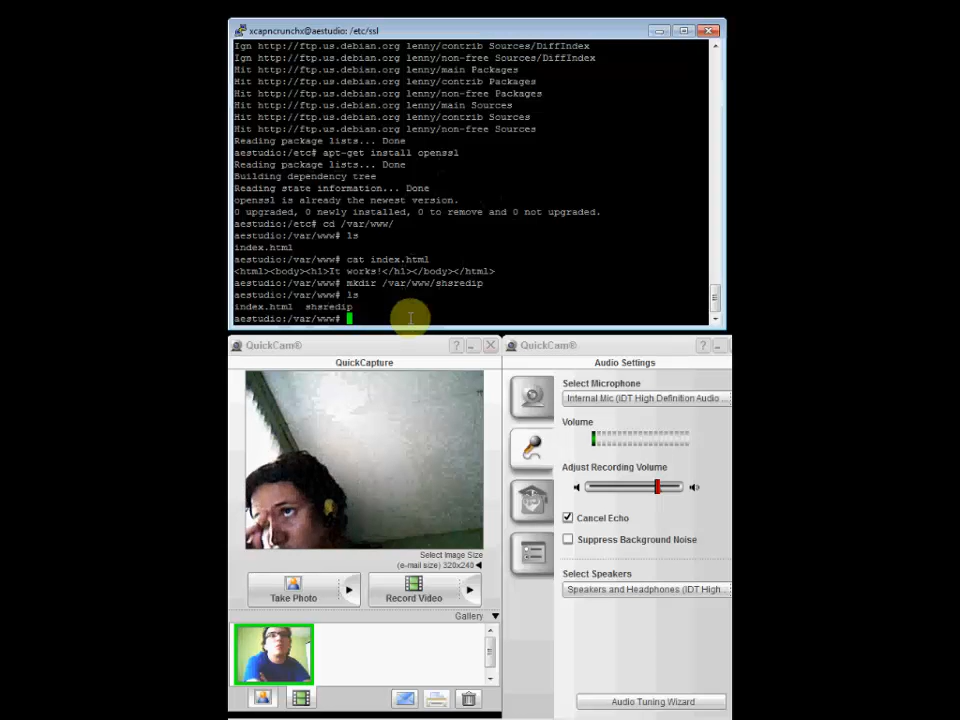 xcapncrunchx@aestudio: /etc/ssl
Ign http://ftp.us.debian.org lenny/contrib Sources/DiffIndex
Ign http://ftp.us.debian.org lenny/non-free Sources/DiffIndex
Hit http://ftp.us.debian.org lenny/main Packages
Hit http://ftp.us.debian.org lenny/contrib Packages
Hit http://ftp.us.debian.org lenny/non-free Packages
Hit http://ftp.us.debian.org lenny/main Sources
Hit http://ftp.us.debian.org lenny/contrib Sources
Hit http://ftp.us.debian.org lenny/non-free Sources
Reading package lists... Done
aestudio:/etc# apt-get install openssl
Reading package lists... Done
Building dependency tree
Reading state information... Done
openssl is already the newest version.
0 upgraded, 0 newly installed, 0 to remove and 0 not upgraded.
aestudio:/etc# cd /var/www/
aestudio:/var/www# ls
index.html
aestudio:/var/www# cat index.html
<html><body><h1>It works!</h1></body></html>
aestudio:/var/www# mkdir /var/www/shsredip
aestudio:/var/www# ls
index.html  shsredip
aestudio:/var/www#
QuickCam®
QuickCapture
Select Image Size
(e-mail size) 320x240
Take Photo
Record Video
Gallery
QuickCam®
Audio Settings
Select Microphone
Internal Mic (IDT High Definition Audio ...
Volume
Adjust Recording Volume
Cancel Echo
Suppress Background Noise
Select Speakers
Speakers and Headphones (IDT High ...
Audio Tuning Wizard